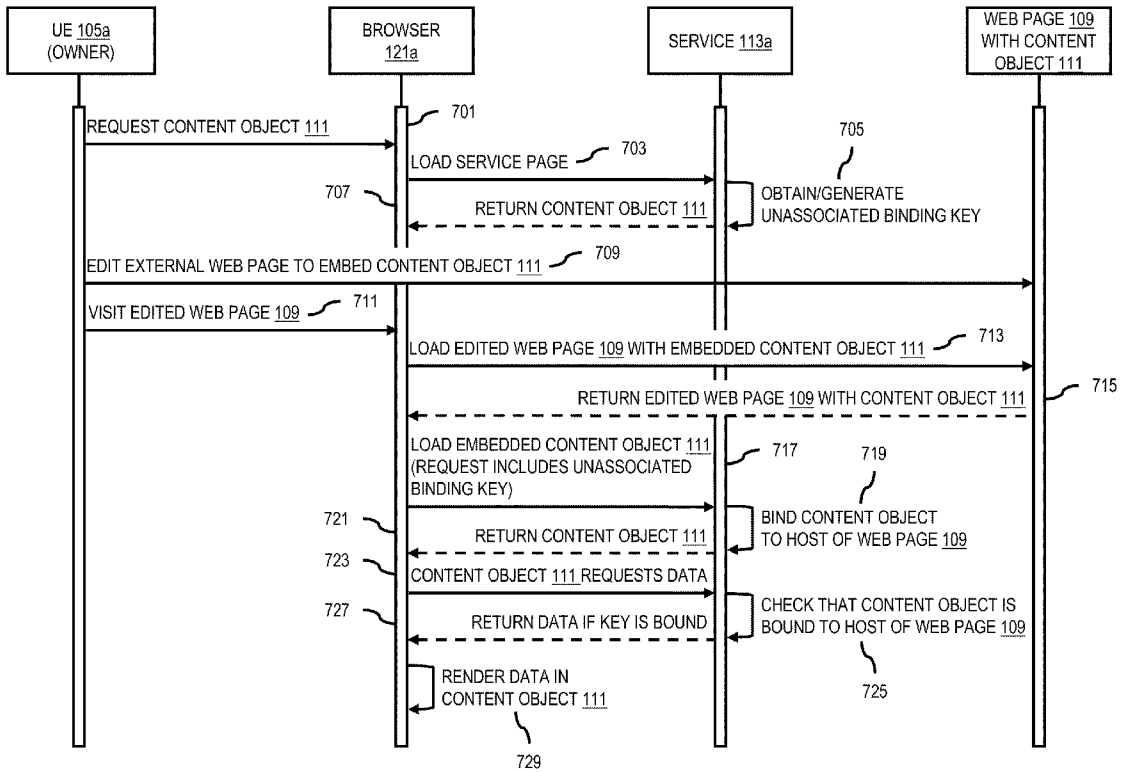 UE 105a
(OWNER)
BROWSER
121a
SERVICE 113a
WEB PAGE 109
WITH CONTENT
OBJECT 111
701
REQUEST CONTENT OBJECT 111
703
LOAD SERVICE PAGE
705
707
OBTAIN/GENERATE
UNASSOCIATED BINDING KEY
RETURN CONTENT OBJECT 111
709
EDIT EXTERNAL WEB PAGE TO EMBED CONTENT OBJECT 111
711
VISIT EDITED WEB PAGE 109
713
LOAD EDITED WEB PAGE 109 WITH EMBEDDED CONTENT OBJECT 111
715
RETURN EDITED WEB PAGE 109 WITH CONTENT OBJECT 111
LOAD EMBEDDED CONTENT OBJECT 111
(REQUEST INCLUDES UNASSOCIATED
BINDING KEY)
717
719
721
BIND CONTENT OBJECT
TO HOST OF WEB PAGE 109
RETURN CONTENT OBJECT 111
723
CONTENT OBJECT 111 REQUESTS DATA
727
CHECK THAT CONTENT OBJECT IS
BOUND TO HOST OF WEB PAGE 109
RETURN DATA IF KEY IS BOUND
725
RENDER DATA IN
CONTENT OBJECT 111
729